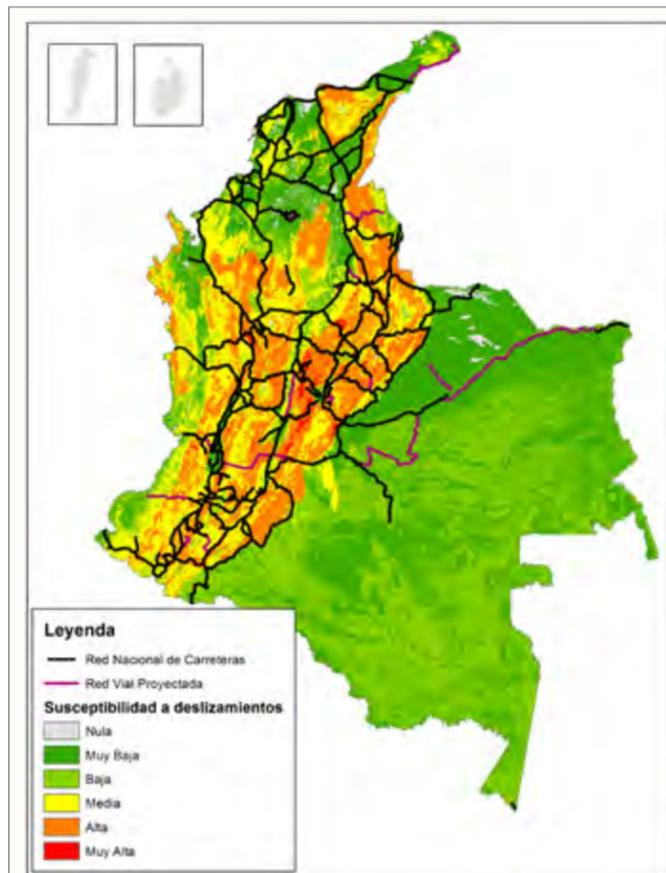 Leyenda
Red Nacional de Carreteras
Red Vial Proyectada
Susceptibilidad a deslizamientos
Nula
Muy Baja
Baja
Media
Alta
Muy Alta